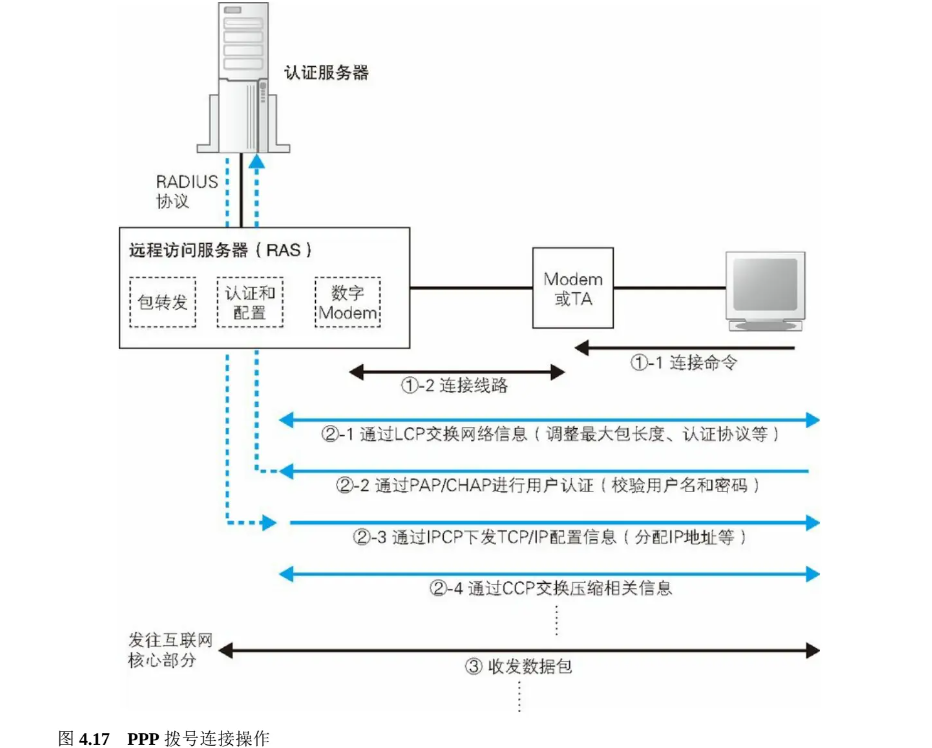 认证服务器
RADIUS
协议
远程访问服务器（RAS）
包转发
认证和
配置
数字
Modem
Modem
或TA
①-1 连接命令
①-2 连接线路
②-1 通过LCP交换网络信息（调整最大包长度、认证协议等）
②-2 通过PAP/CHAP进行用户认证（校验用户名和密码）
②-3 通过IPCP下发TCP/IP配置信息（分配IP地址等）
②-4 通过CCP交换压缩相关信息
发往互联网
核心部分
③ 收发数据包
图 4.17 PPP 拨号连接操作